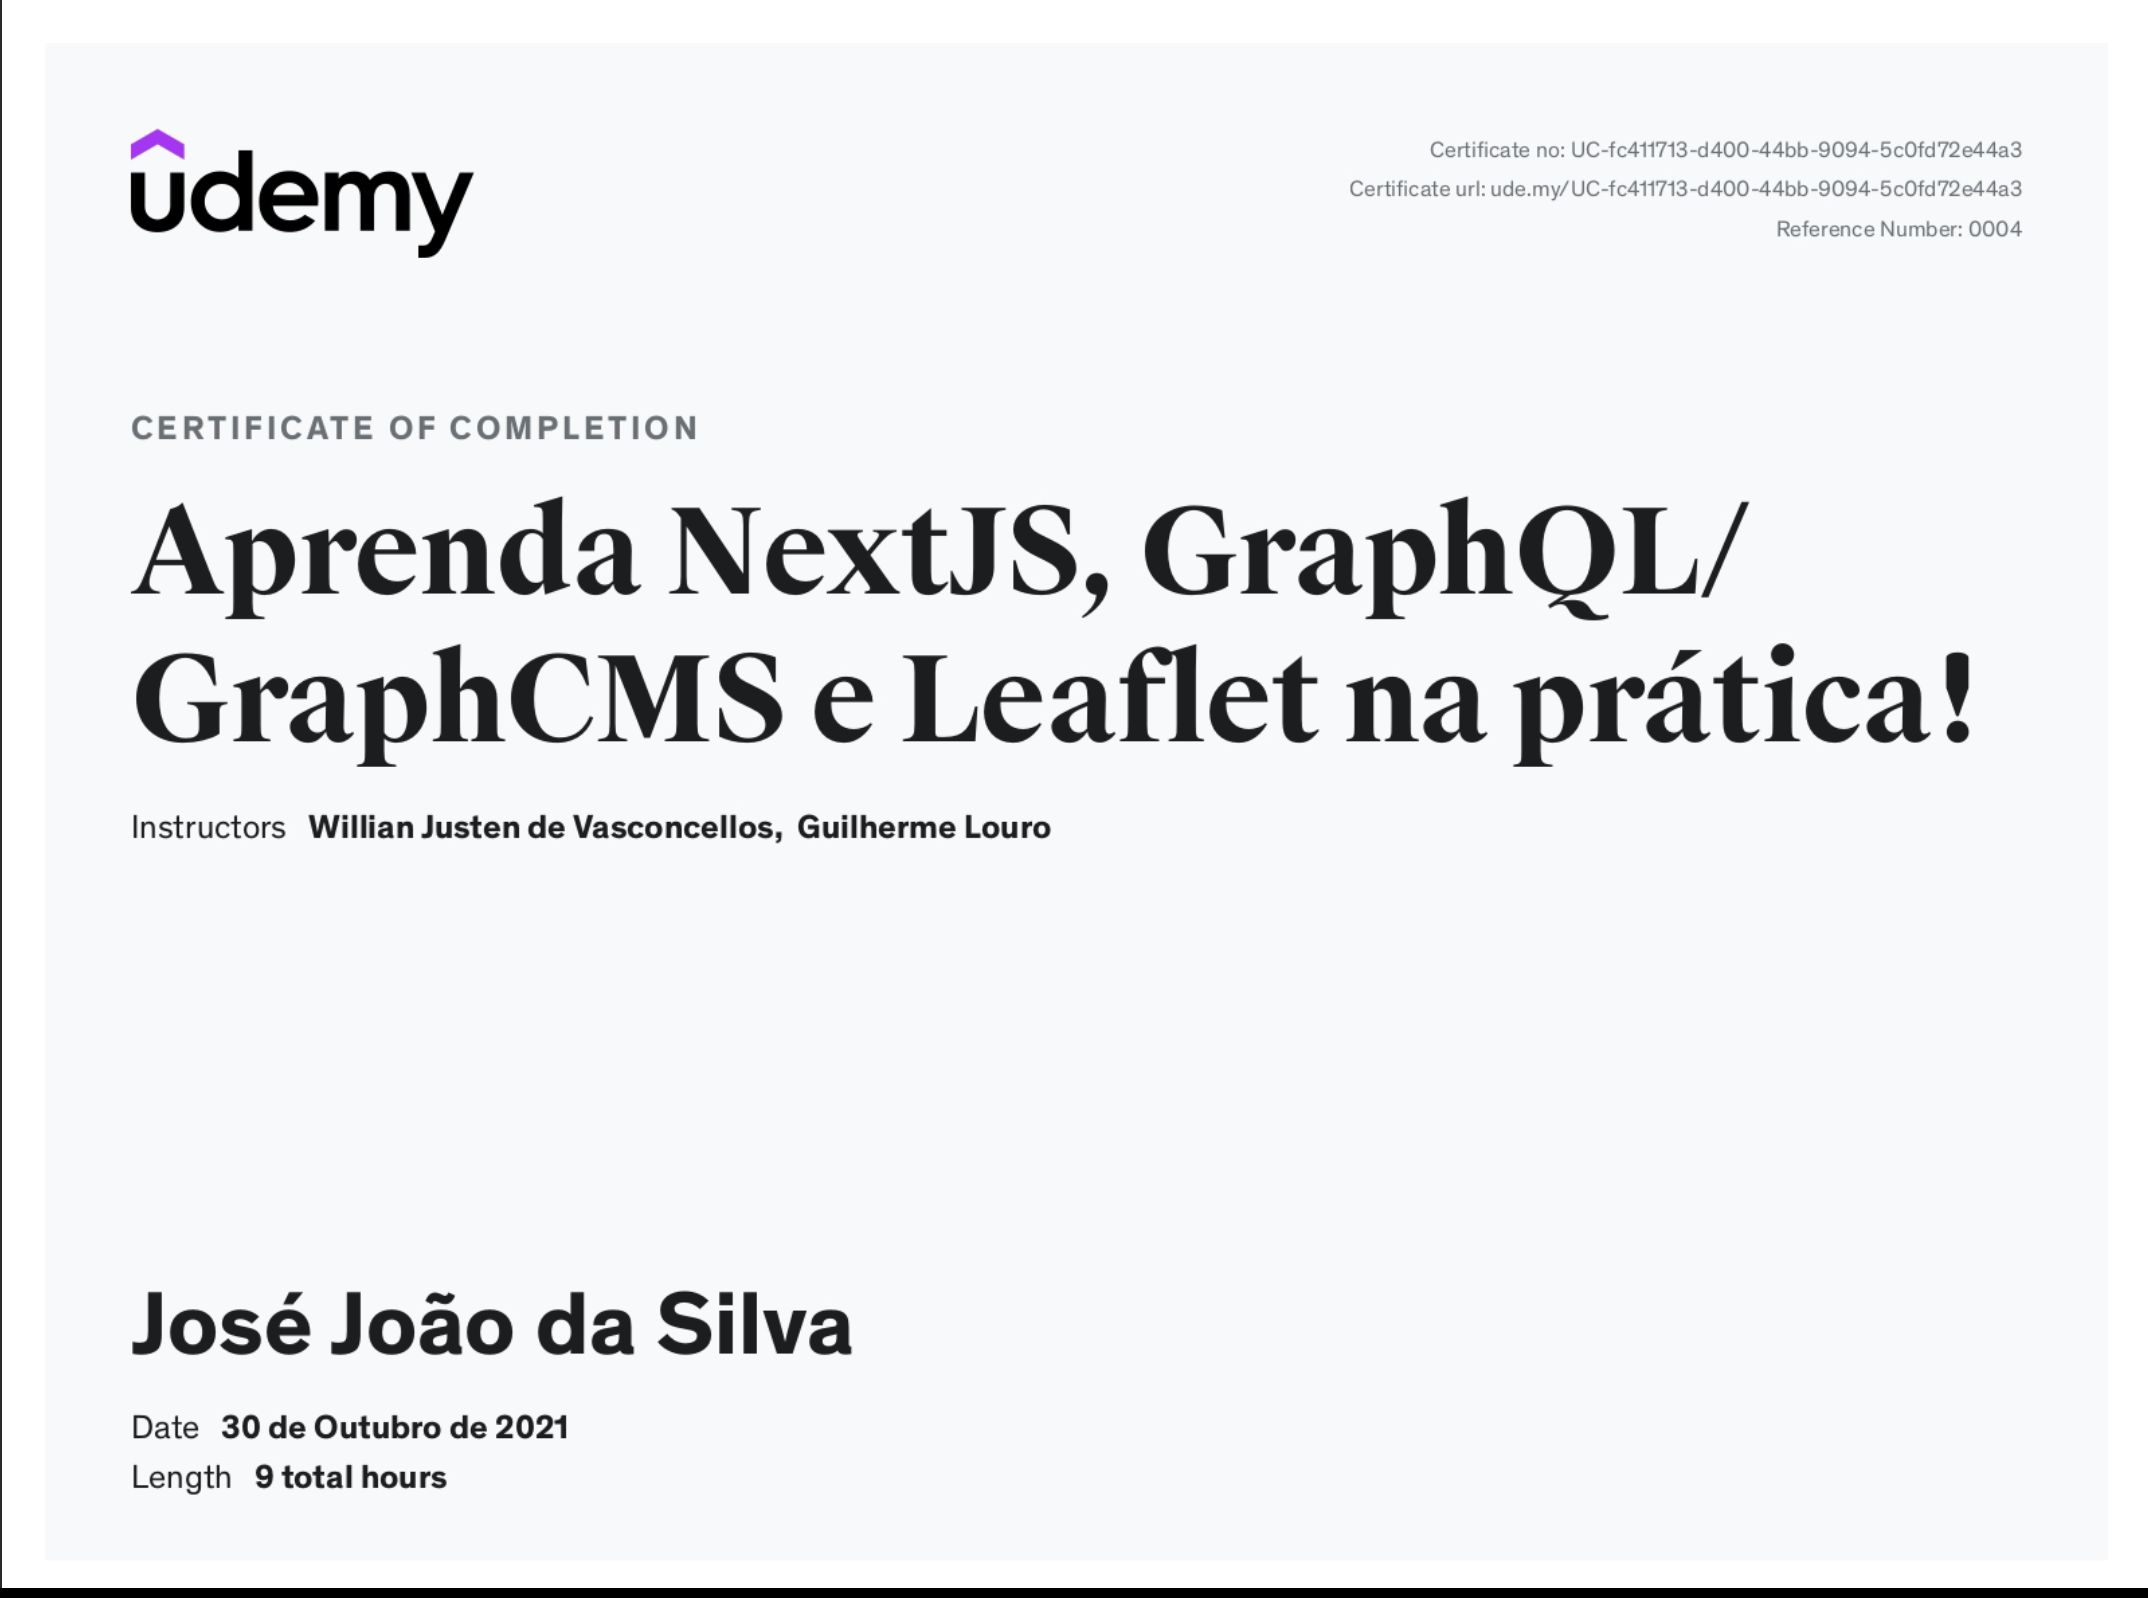 udemy
Certificate no: UC-fc411713-d400-44bb-9094-5c0fd72e44a3
Certificate url: ude.my/UC-fc411713-d400-44bb-9094-5c0fd72e44a3
Reference Number: 0004
CERTIFICATE OF COMPLETION
Aprenda NextJS, GraphQL/
GraphCMS e Leaflet na prática!
Instructors Willian Justen de Vasconcellos, Guilherme Louro
José João da Silva
Date 30 de Outubro de 2021
Length 9 total hours